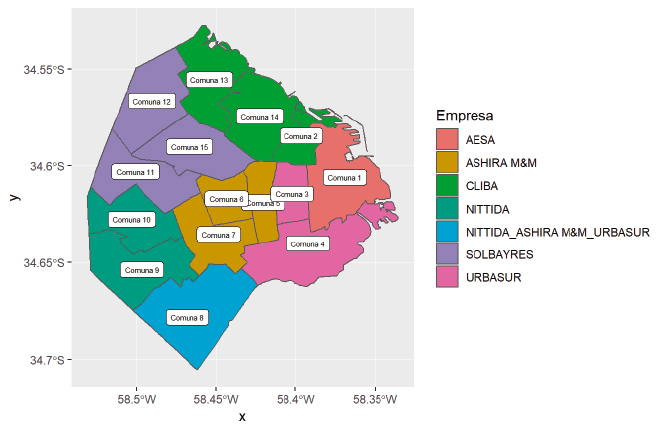 34.55°S
34.6°S
34.65°S
34.7°S
y
Comuna 13
Comuna 12
Comuna 14
Comuna 2
Comuna 15
Comuna 11
Comuna 1
Comuna 3
Comuna 6
Comuna 5
Comuna 10
Comuna 7
Comuna 4
Comuna 9
Comuna 8
58.5°W
58.45°W
58.4°W
58.35°W
x
Empresa
AESA
ASHIRA M&M
CLIBA
NITTIDA
NITTIDA_ASHIRA M&M_URBASUR
SOLBAYRES
URBASUR